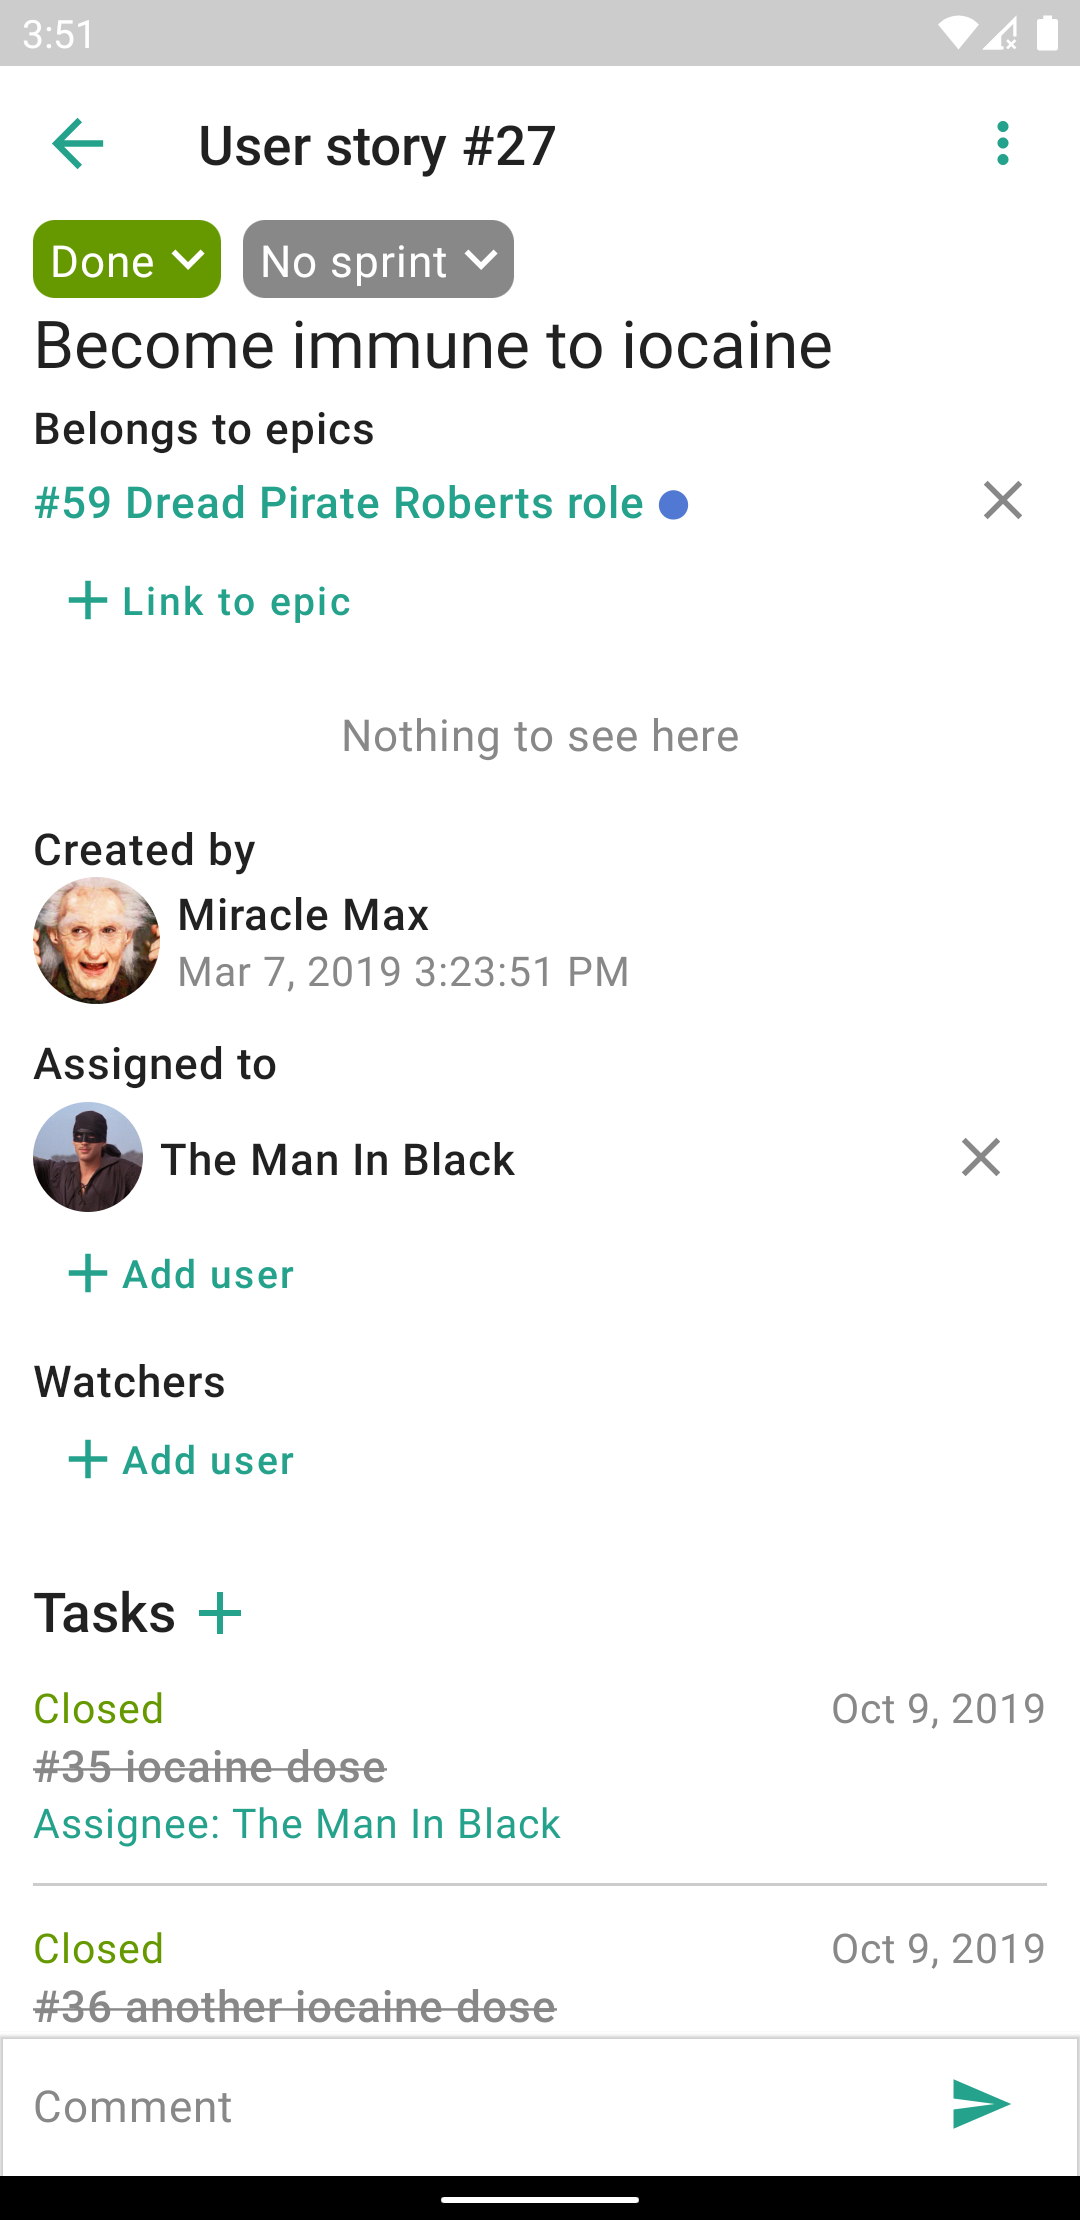 3:51
User story #27
Done
No sprint
Become immune to iocaine
Belongs to epics
#59 Dread Pirate Roberts role
Link to epic
Nothing to see here
Created by
Miracle Max
Mar 7, 2019 3:23:51 PM
Assigned to
The Man In Black
Add user
Watchers
Add user
Tasks
Closed
Oct 9, 2019
#35 iocaine dose
Assignee: The Man In Black
Closed
Oct 9, 2019
#36 another iocaine dose
Comment